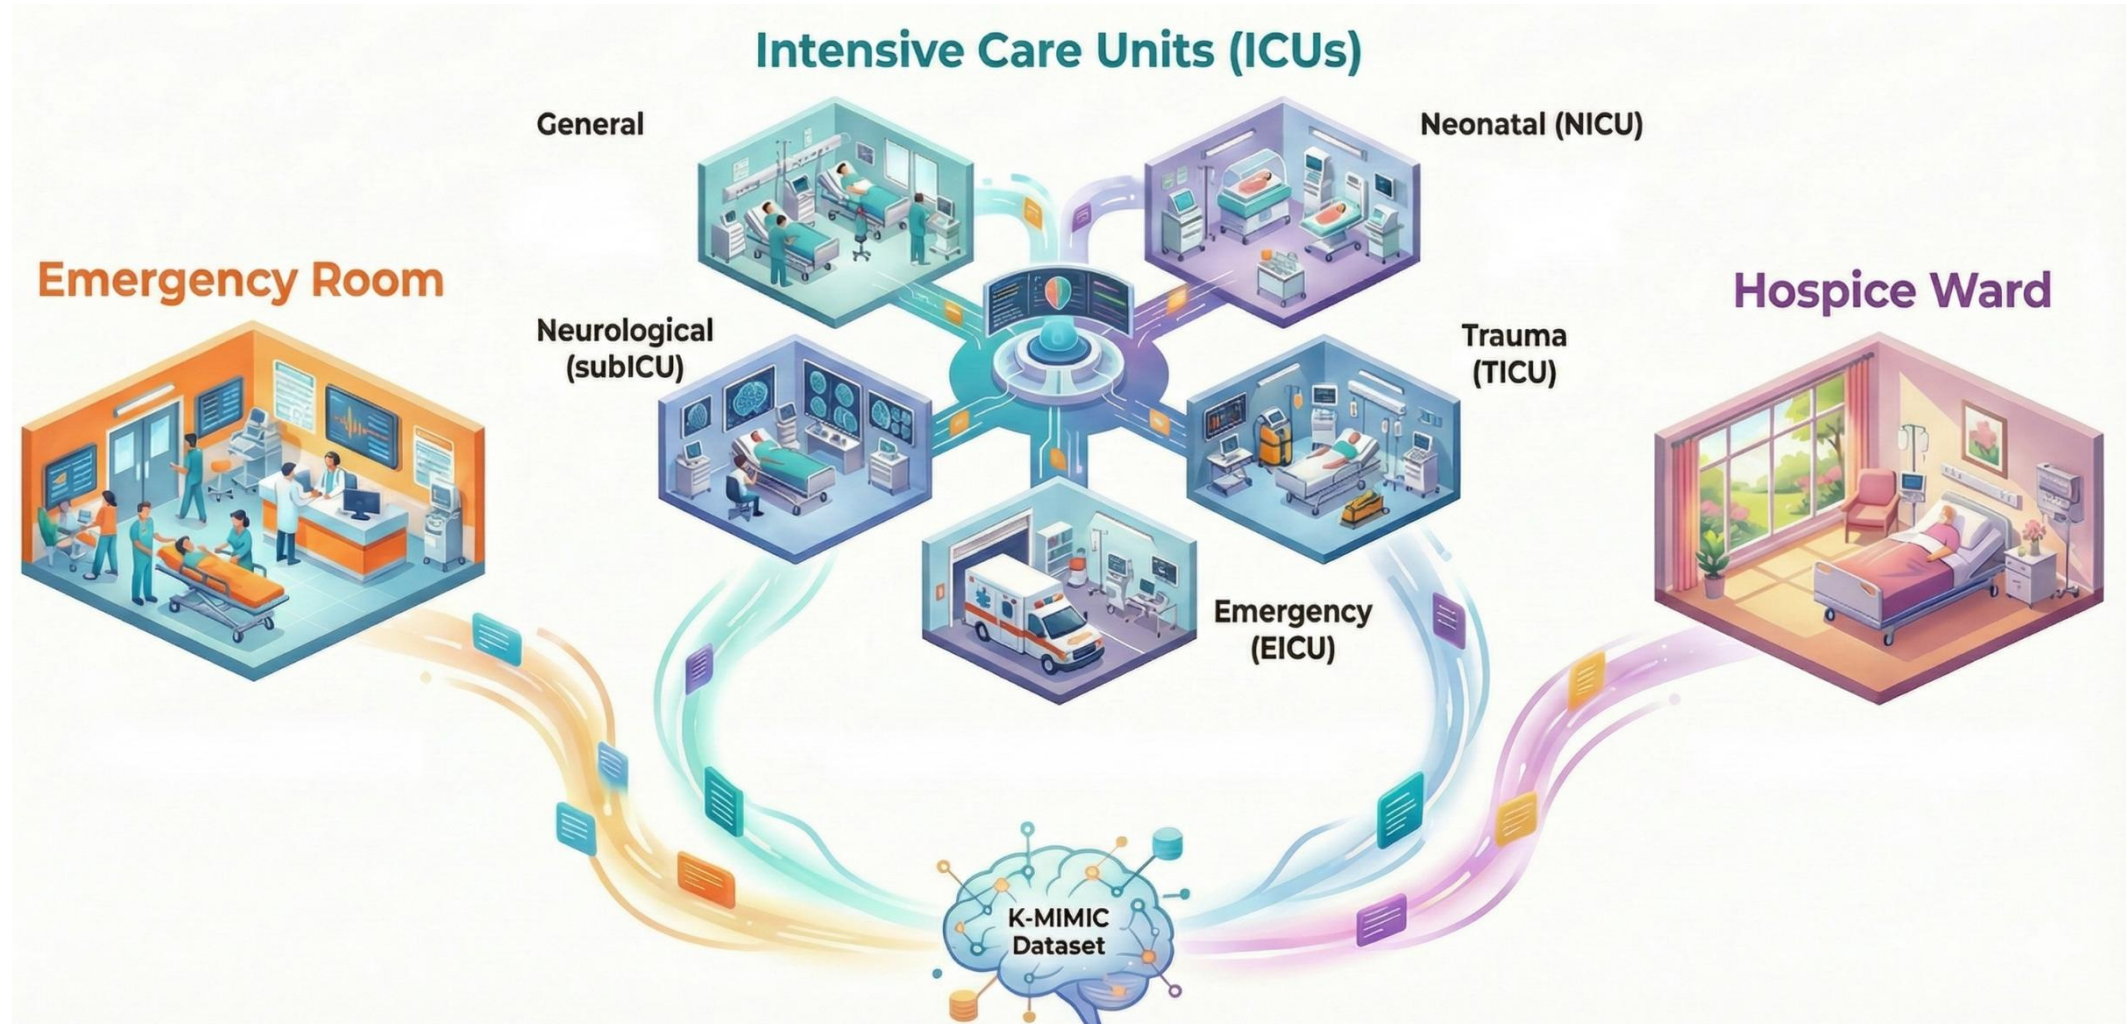 Intensive Care Units (ICUs)
General
Neonatal (NICU)
Emergency Room
Hospice Ward
Neurological
(subICU)
Trauma
(TICU)
Emergency
(EICU)
K-MIMIC
Dataset